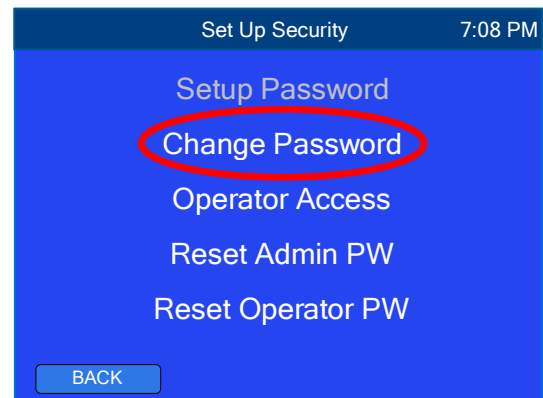 Set Up Security 7:08 PM
Setup Password
Change Password
Operator Access
Reset Admin PW
Reset Operator PW
BACK